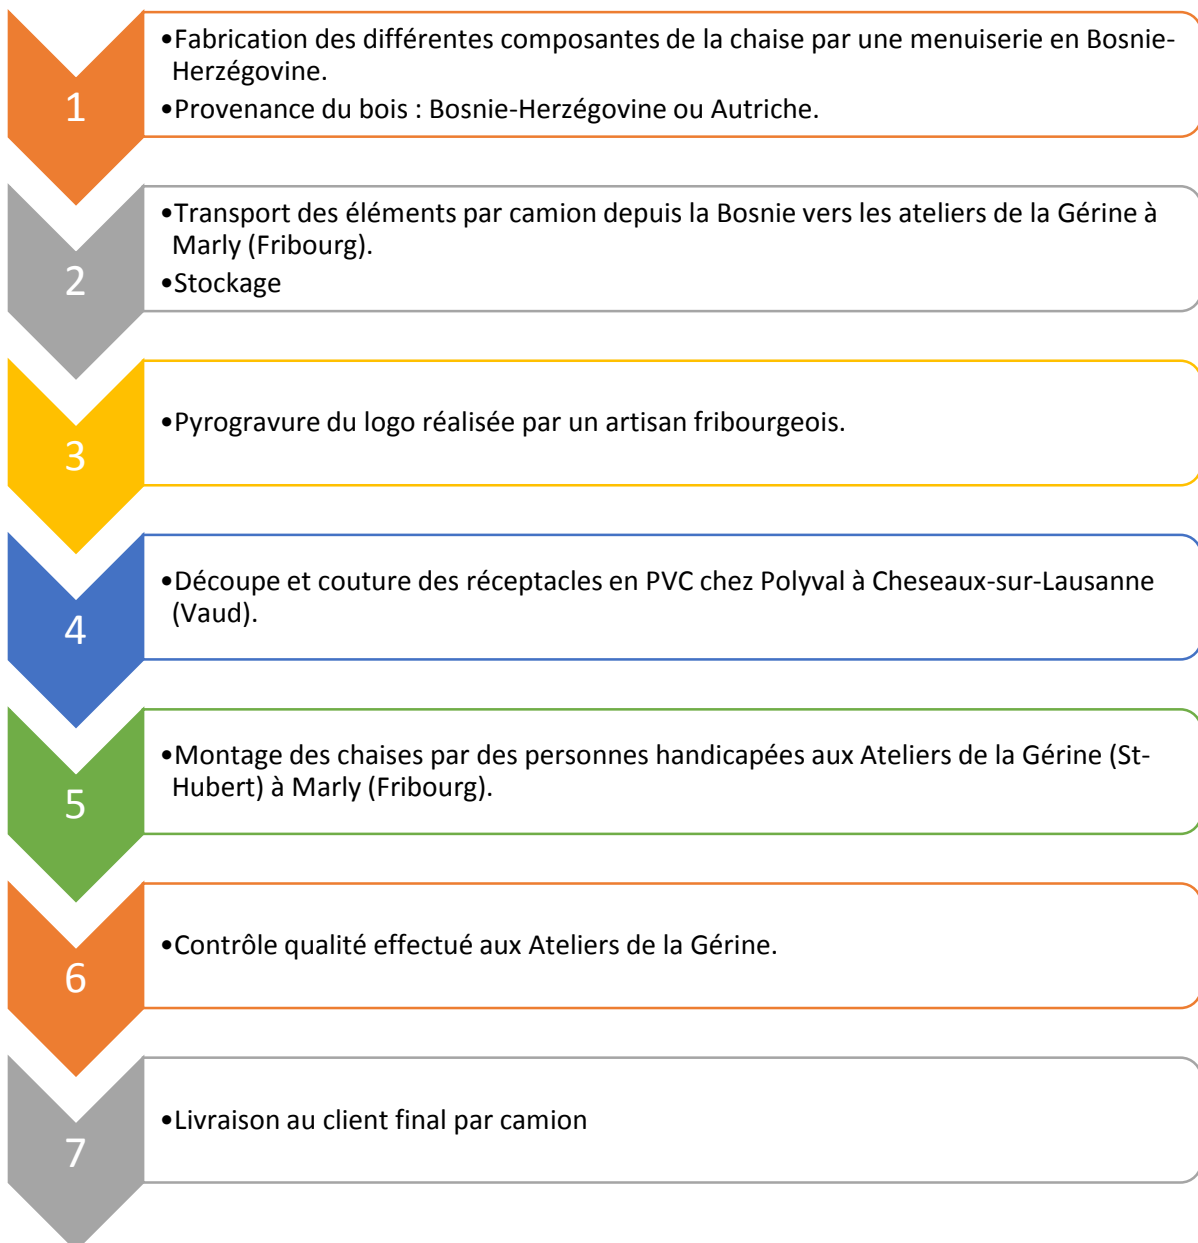 1
•Fabrication des différentes composantes de la chaise par une menuiserie en Bosnie-
Herzégovine.
•Provenance du bois : Bosnie-Herzégovine ou Autriche.
2
•Transport des éléments par camion depuis la Bosnie vers les ateliers de la Gérine à
Marly (Fribourg).
•Stockage
3
•Pyrogravure du logo réalisée par un artisan fribourgeois.
4
•Découpe et couture des réceptacles en PVC chez Polyval à Cheseaux-sur-Lausanne
(Vaud).
5
•Montage des chaises par des personnes handicapées aux Ateliers de la Gérine (St-
Hubert) à Marly (Fribourg).
6
•Contrôle qualité effectué aux Ateliers de la Gérine.
7
•Livraison au client final par camion